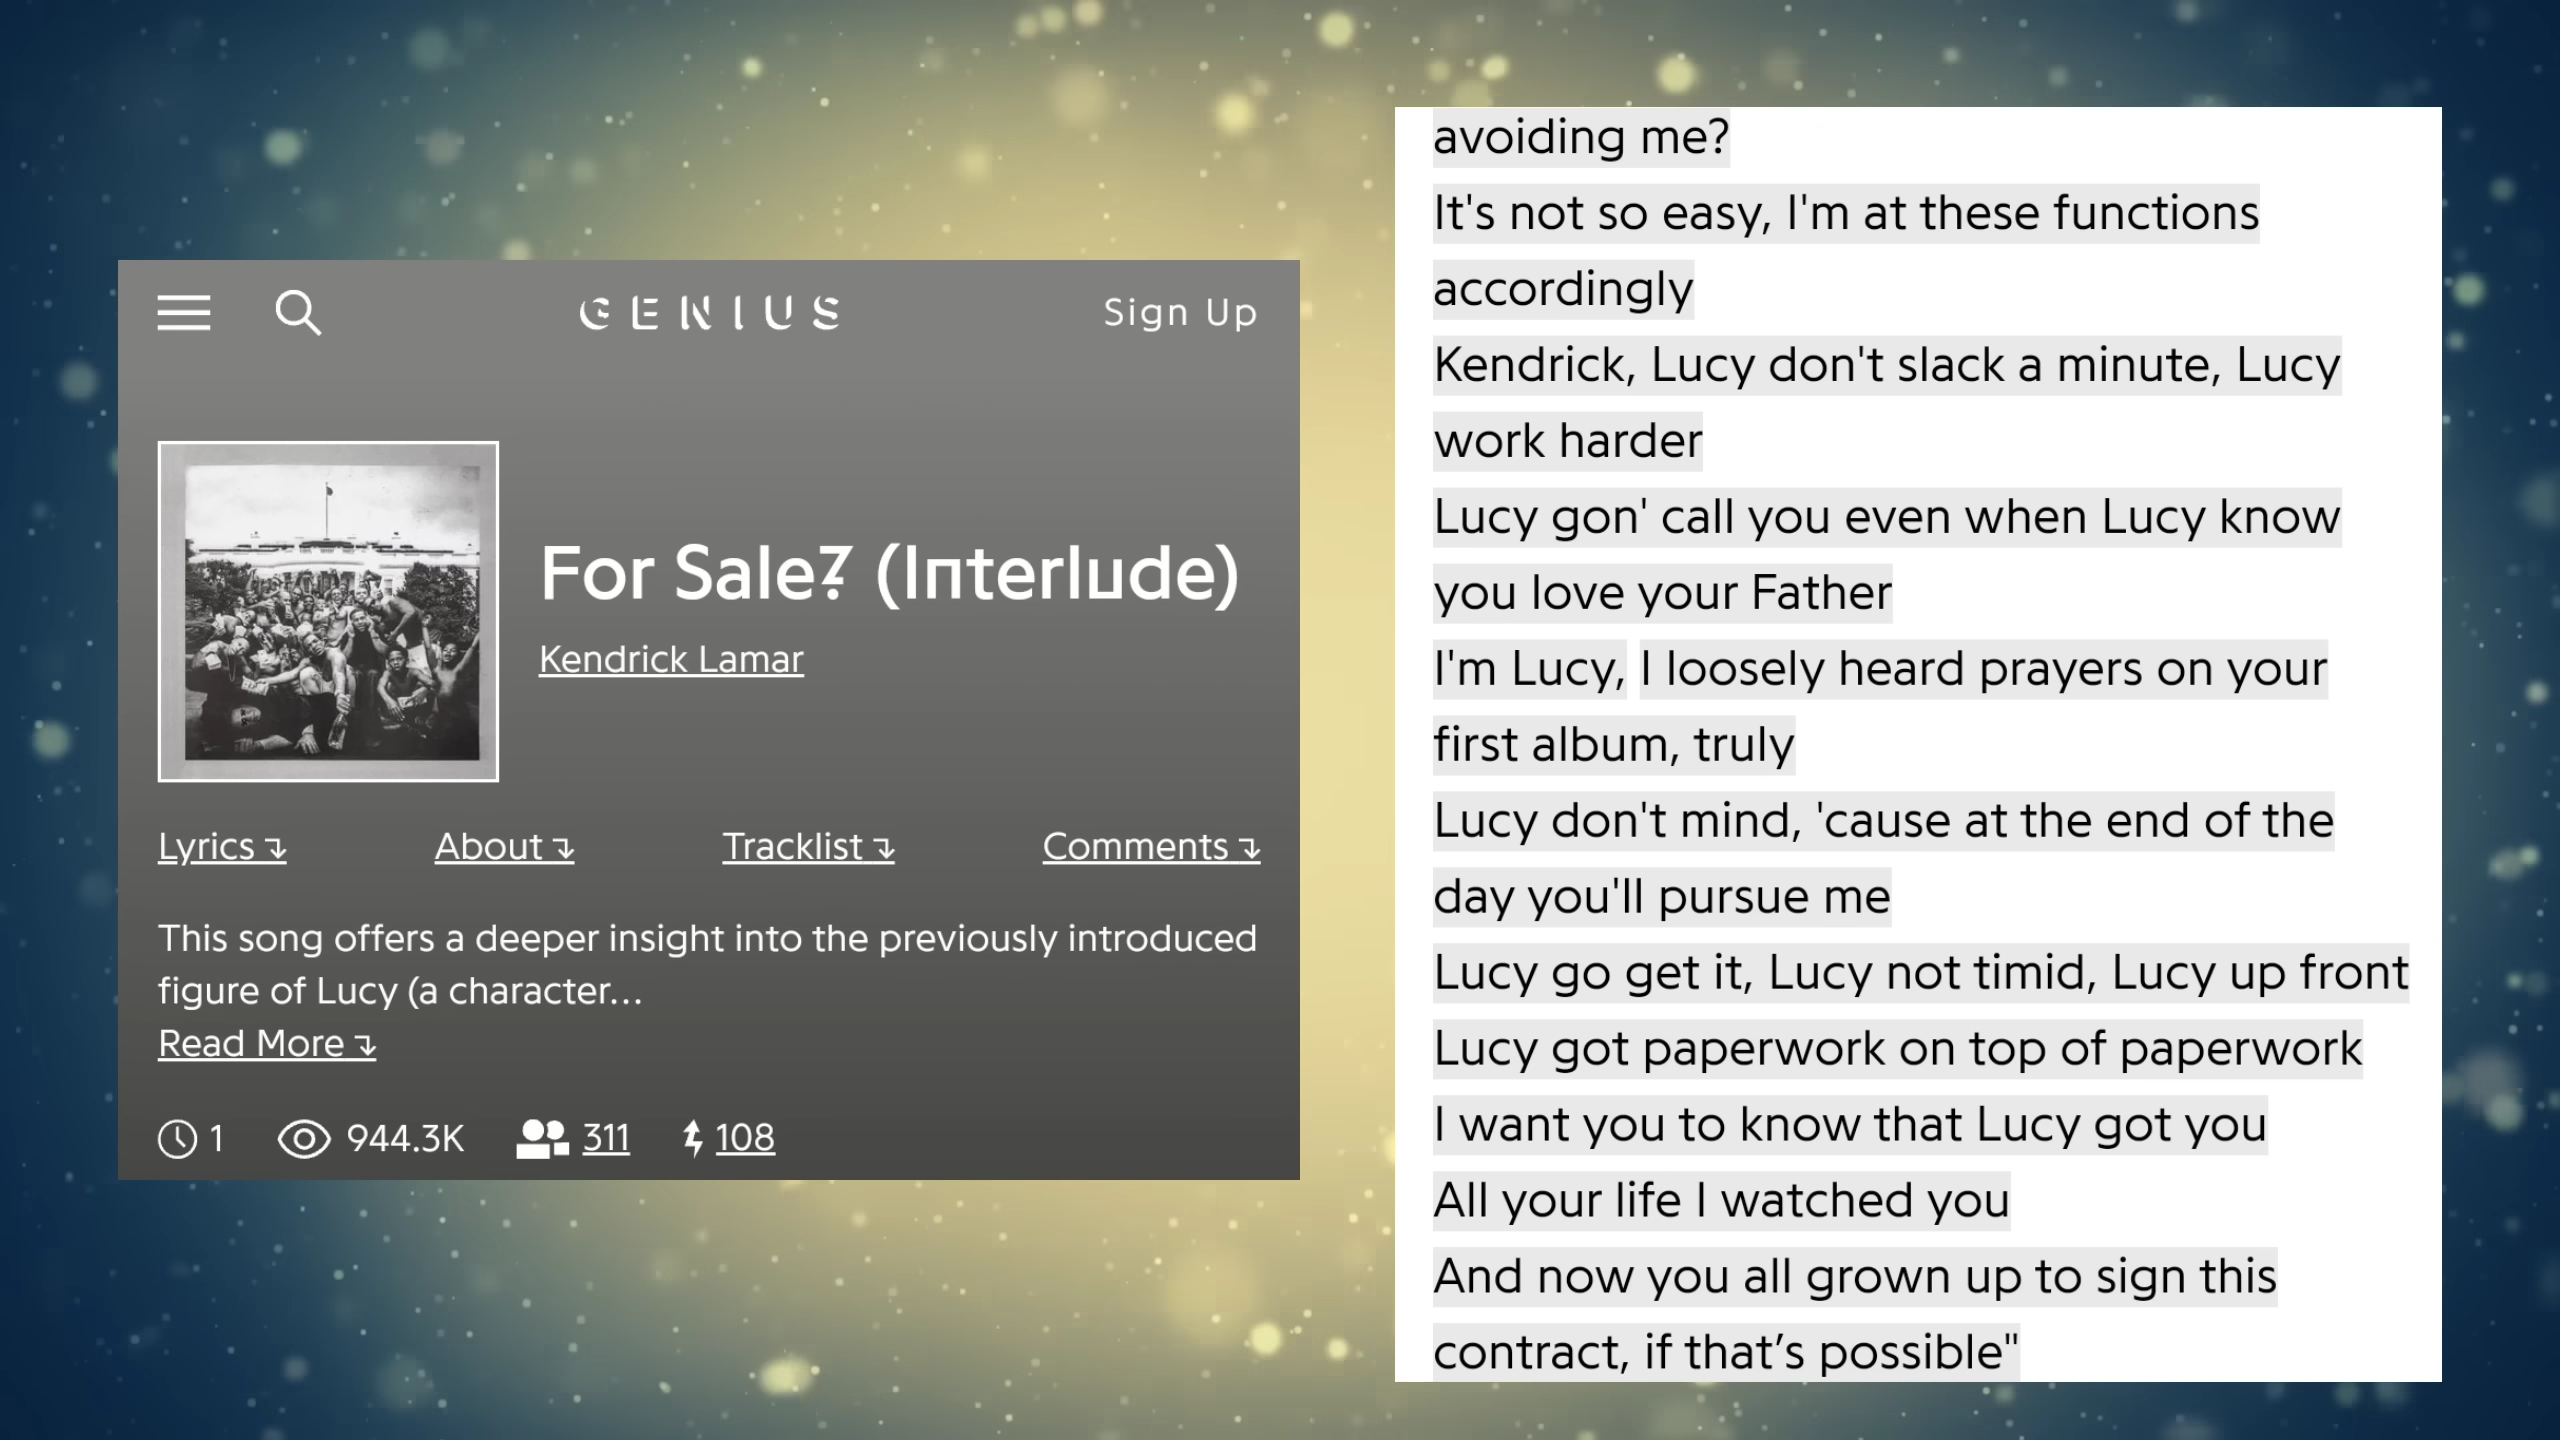 GENIUS
Sign Up
For Sale? (Interlude)
Kendrick Lamar
Lyrics
About
Tracklist
Comments
This song offers a deeper insight into the previously introduced
figure of Lucy (a character...
Read More
1 944.3K 311 108
avoiding me?
It's not so easy, I'm at these functions
accordingly
Kendrick, Lucy don't slack a minute, Lucy
work harder
Lucy gon' call you even when Lucy know
you love your Father
I'm Lucy, I loosely heard prayers on your
first album, truly
Lucy don't mind, 'cause at the end of the
day you'll pursue me
Lucy go get it, Lucy not timid, Lucy up front
Lucy got paperwork on top of paperwork
I want you to know that Lucy got you
All your life I watched you
And now you all grown up to sign this
contract, if that’s possible"